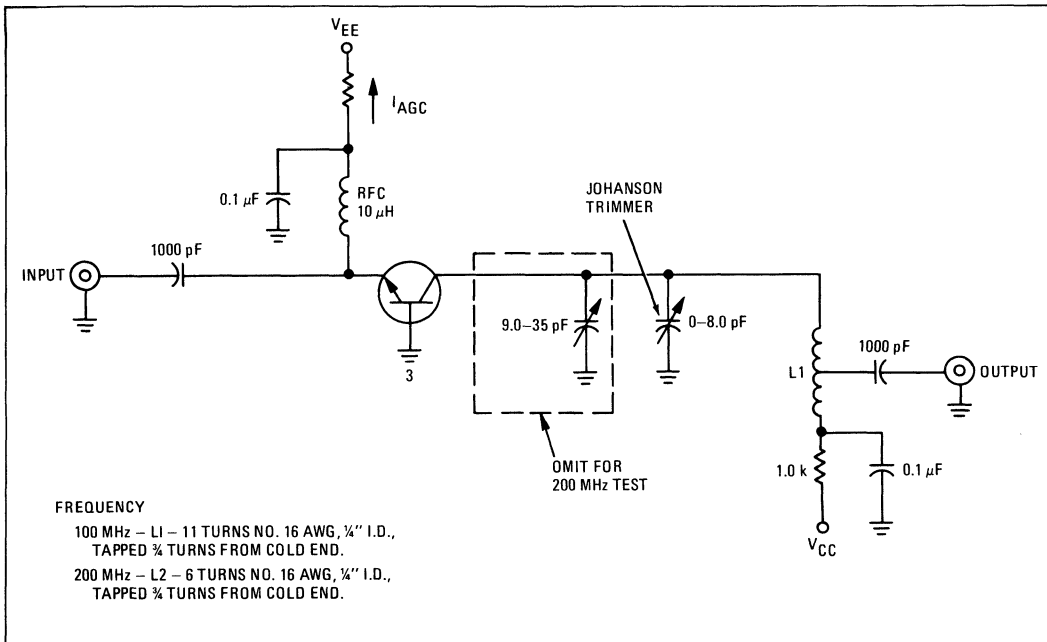 VEE
IAGC
0.1 μF
RFC
10 μH
JOHANSON
TRIMMER
1000 pF
INPUT
9.0–35 pF
0–8.0 pF
3
L1
1000 pF
OUTPUT
OMIT FOR
200 MHz TEST
1.0 k
0.1 μF
VCC
FREQUENCY
100 MHz – LI – 11 TURNS NO. 16 AWG, ¼" I.D.,
TAPPED ¾ TURNS FROM COLD END.
200 MHz – L2 – 6 TURNS NO. 16 AWG, ¼" I.D.,
TAPPED ¾ TURNS FROM COLD END.